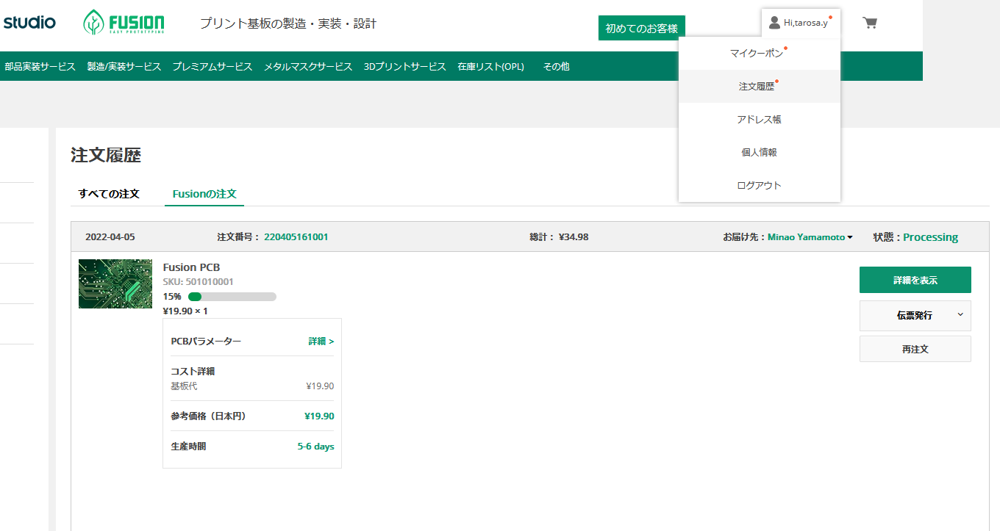 studio
FUSION
EASY PROTOTYPING
プリント基板の製造・実装・設計
初めてのお客様
Hi,tarosa.y
部品実装サービス 製造/実装サービス プレミアムサービス メタルマスクサービス 3Dプリントサービス 在庫リスト(OPL) その他
マイクーポン
注文履歴
アドレス帳
個人情報
ログアウト
注文履歴
すべての注文 Fusionの注文
2022-04-05 注文番号： 220405161001 総計： ¥34.98 お届け先：Minao Yamamoto 状態：Processing
Fusion PCB
SKU: 501010001
15%
¥19.90 × 1
PCBパラメーター 詳細 >
コスト詳細
基板代 ¥19.90
参考価格（日本円） ¥19.90
生産時間 5-6 days
詳細を表示
伝票発行
再注文